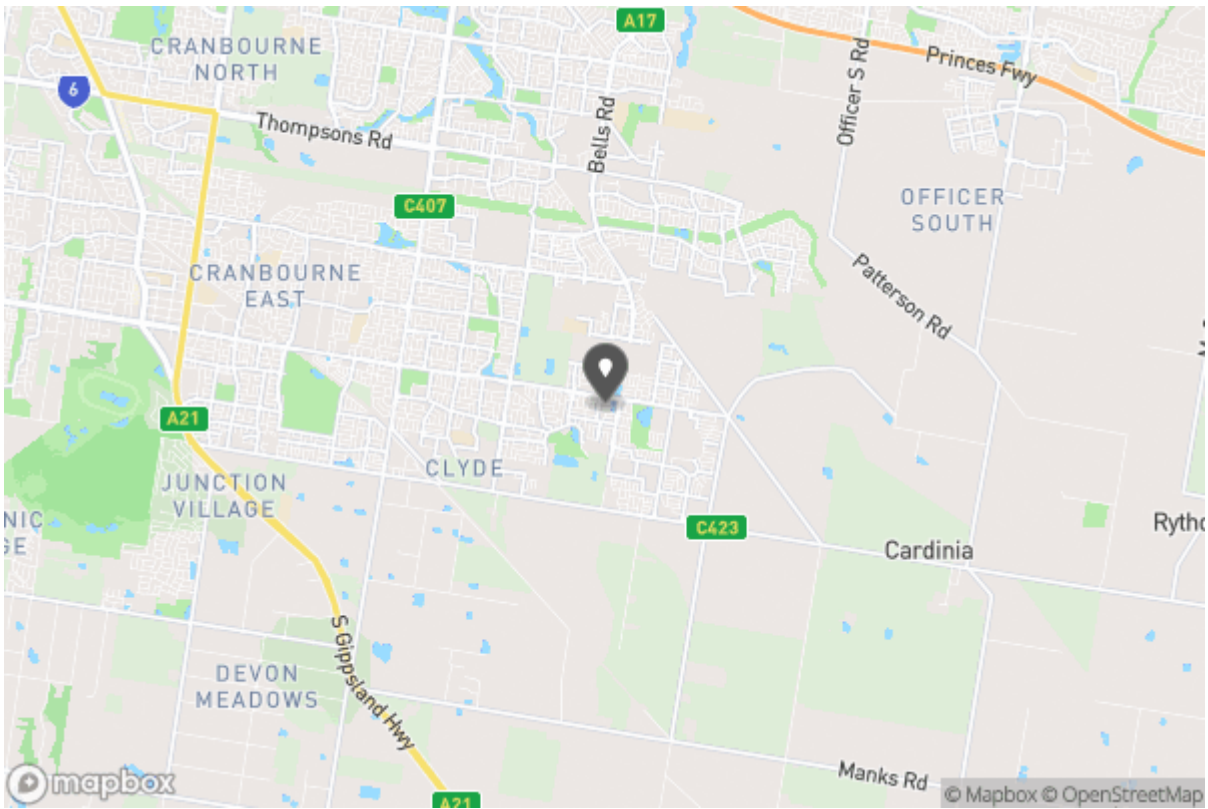 A17
CRANBOURNE
NORTH
Princes Fwy
Officer S Rd
6
Thompsons Rd
Bells Rd
C407
OFFICER
SOUTH
CRANBOURNE
EAST
Patterson Rd
A21
CLYDE
JUNCTION
VILLAGE
C423
NIC
GE
Rytho
Cardinia
S Gippsland Hwy
DEVON
MEADOWS
Manks Rd
mapbox
A21
© Mapbox © OpenStreetMap